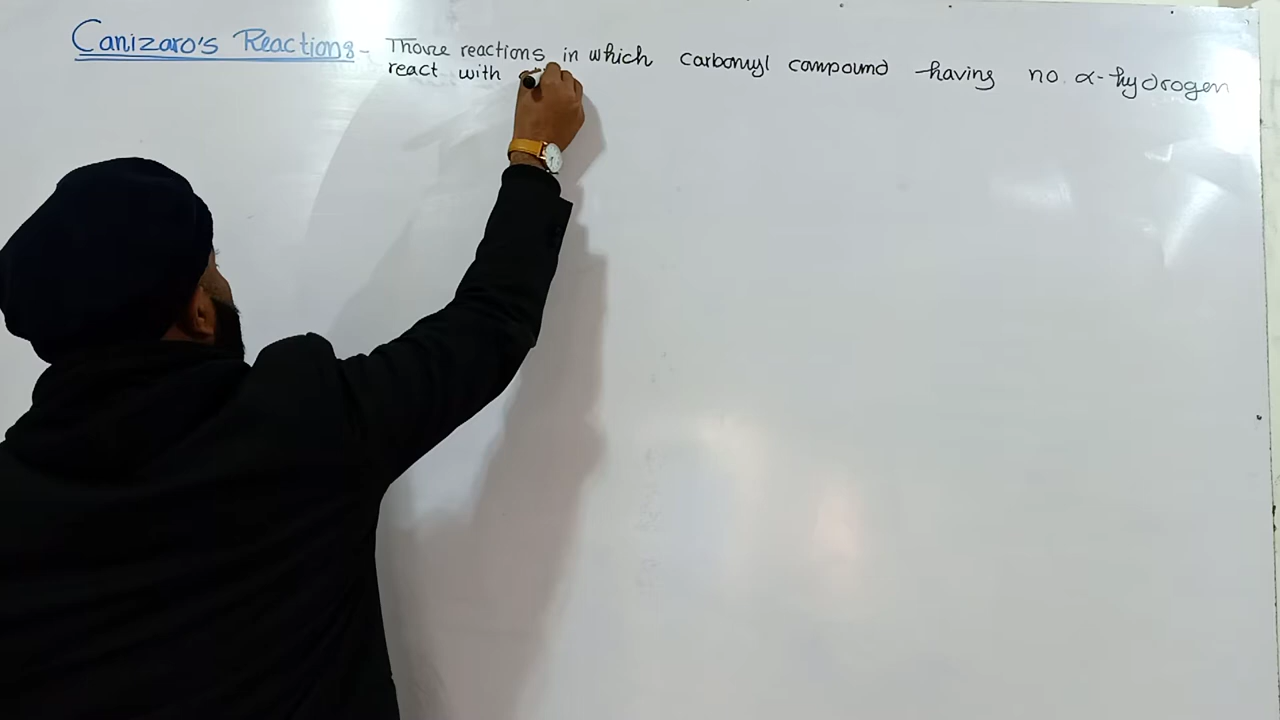 Canizaro's Reactions- Those reactions in which carbonyl compound having no α-hydrogen
react with